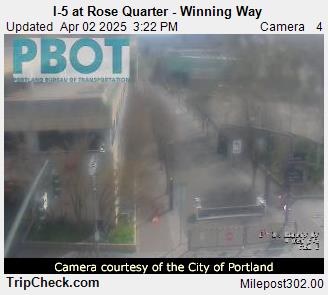 I-5 at Rose Quarter - Winning Way
Updated Apr 02 2025 3:22 PM Camera 4
PBOT
PORTLAND BUREAU OF TRANSPORTATION
Camera courtesy of the City of Portland
TripCheck.com Milepost302.00